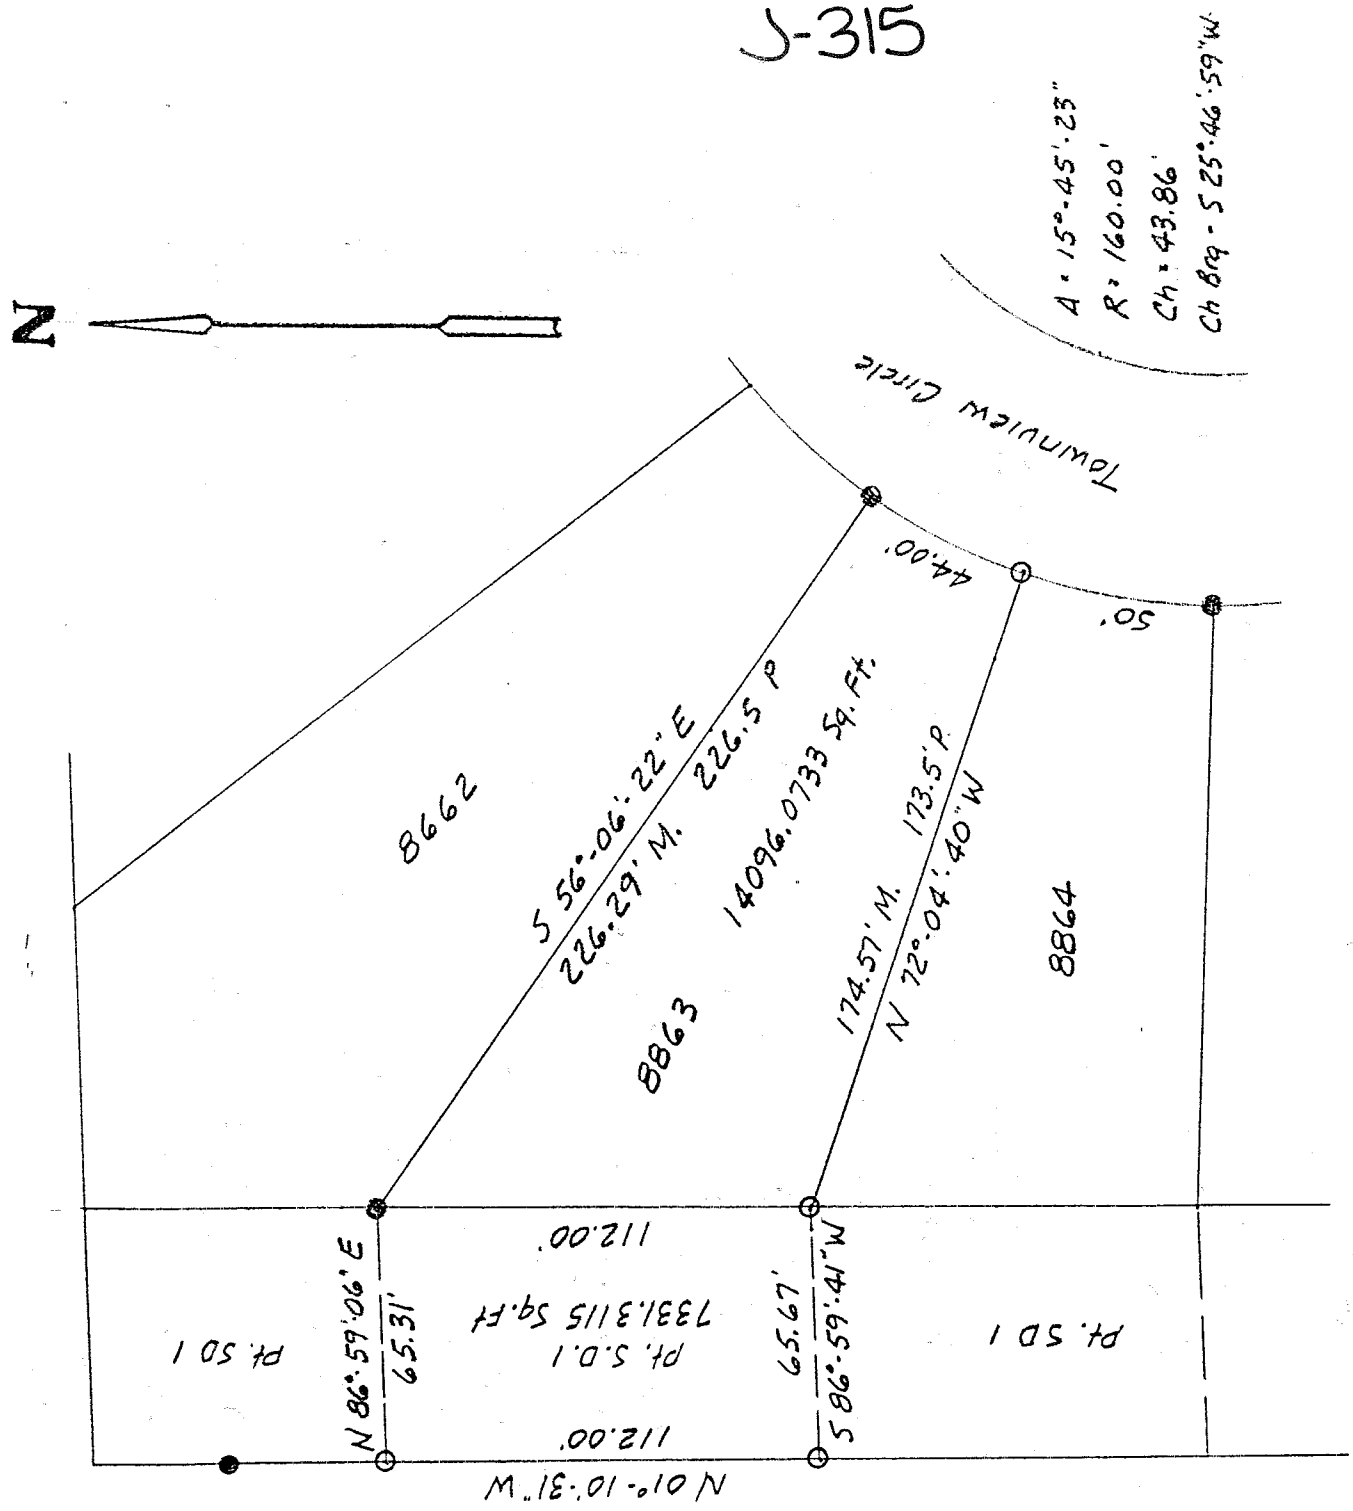 J-315
N
Δ = 15°-45'-23"
R = 160.00'
Ch = 43.86'
Ch Brg - S 25°-46'-59" W
Townview Circle
8662
S 56°-06'-22" E
226.29' M. 226.5 P
44.00'
50'
14096.0733 Sq. Ft.
8863
174.57' M. 173.5' P.
N 72°-04'-40" W
8864
112.00'
N 86°-59'-06" E
65.31'
Pt. SD 1
7331.3115 Sq. Ft
Pt. S.D. 1
65.67'
S 86°-59'-41" W
Pt. SD 1
112.00'
N 01°-10'-31" W